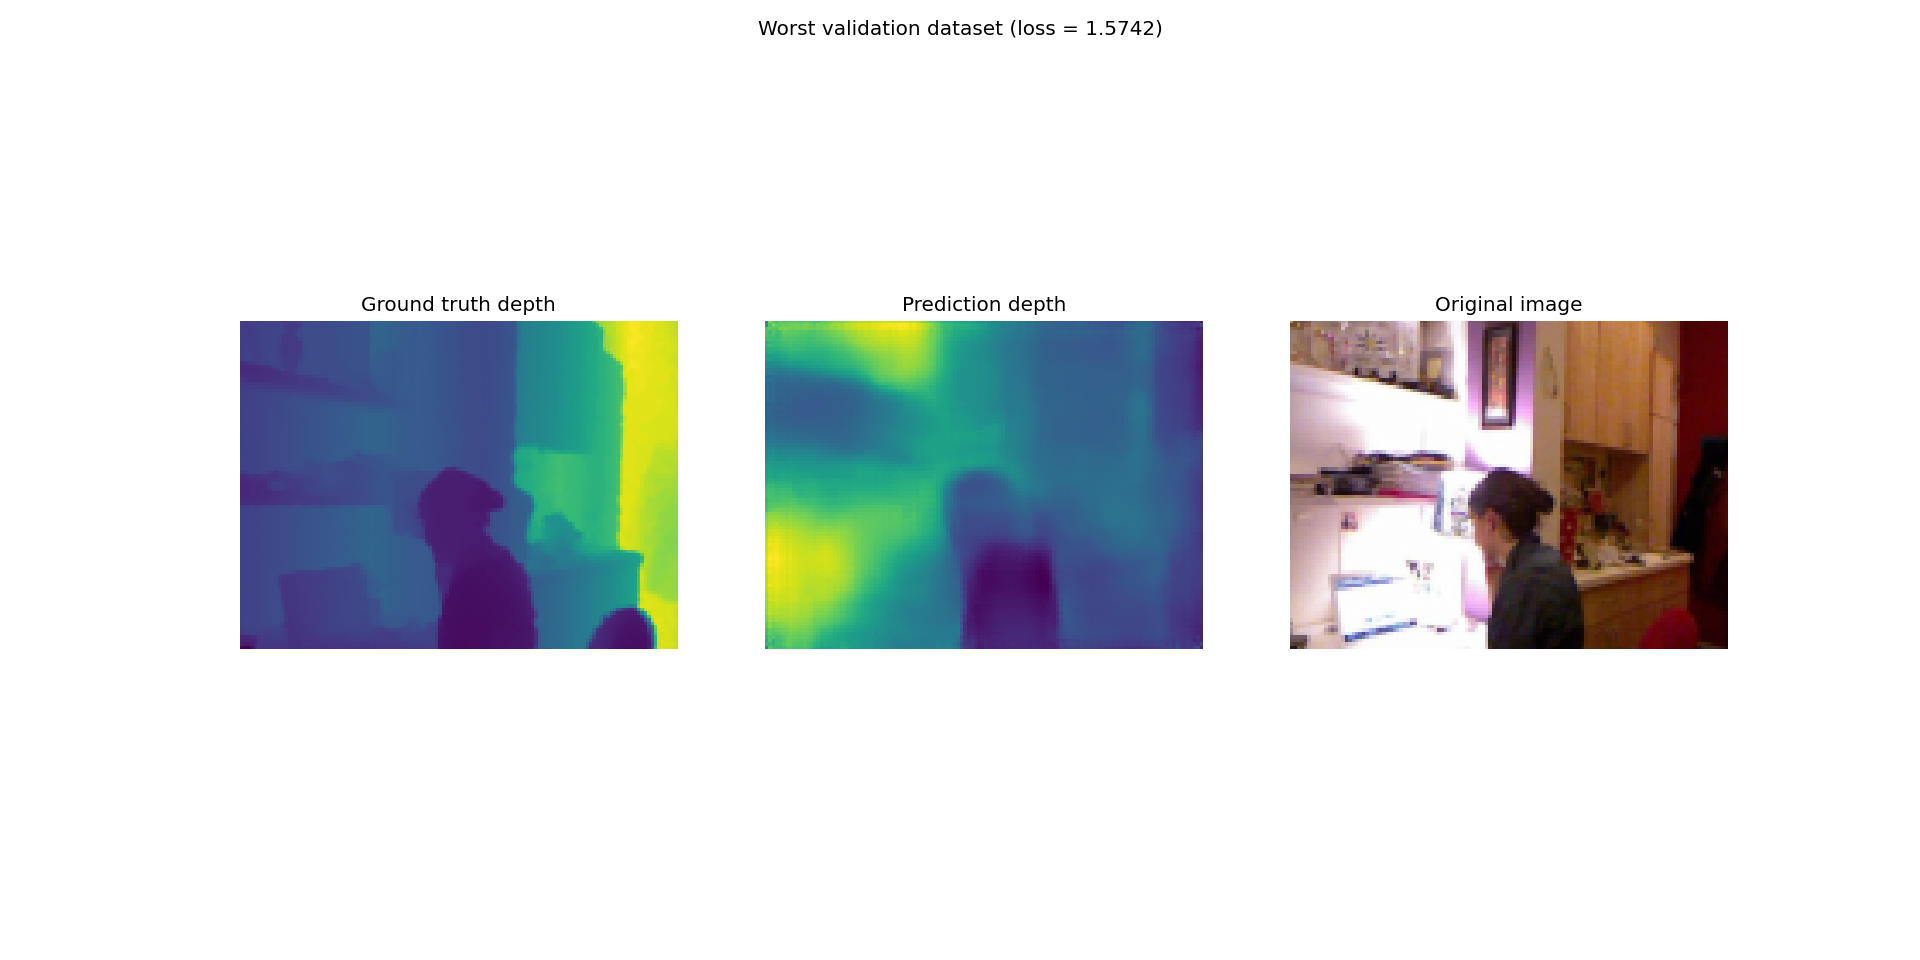 Worst validation dataset (loss = 1.5742)
Ground truth depth
Prediction depth
Original image